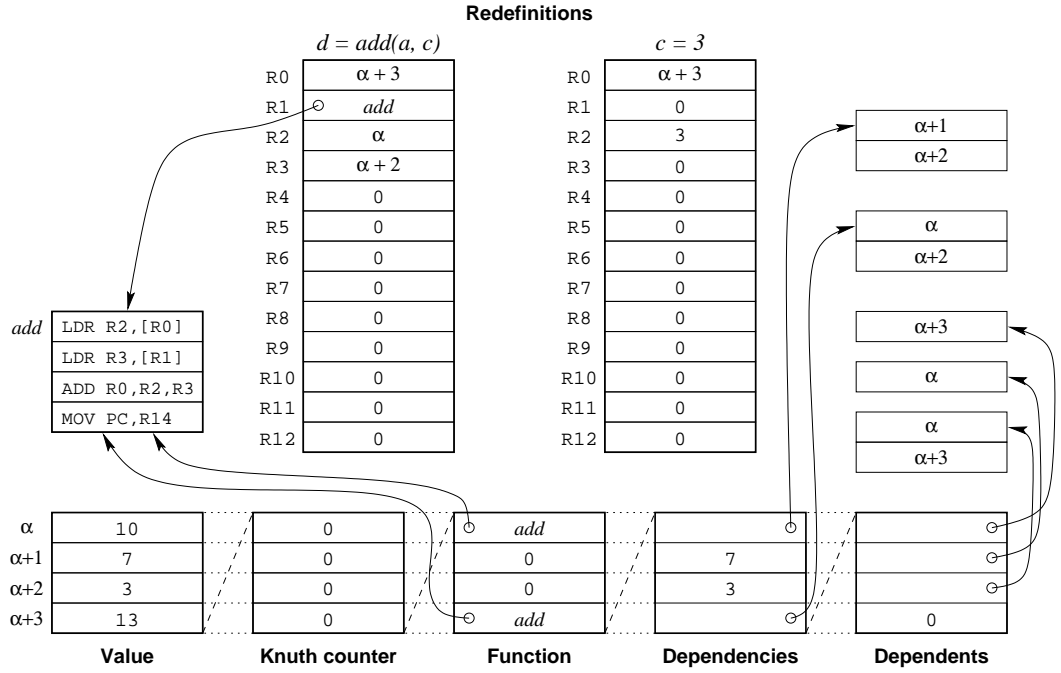 Redefinitions
d = add(a, c)
c = 3
R0 α + 3
R1 add
R2 α
R3 α + 2
R4 0
R5 0
R6 0
R7 0
R8 0
R9 0
R10 0
R11 0
R12 0
R0 α + 3
R1 0
R2 3
R3 0
R4 0
R5 0
R6 0
R7 0
R8 0
R9 0
R10 0
R11 0
R12 0
α+1
α+2
α
α+2
α+3
α
α
α+3
add LDR R2,[R0]
LDR R3,[R1]
ADD R0,R2,R3
MOV PC,R14
α 10 0 add
α+1 7 0 0 7
α+2 3 0 0 3
α+3 13 0 add 0
Value Knuth counter Function Dependencies Dependents